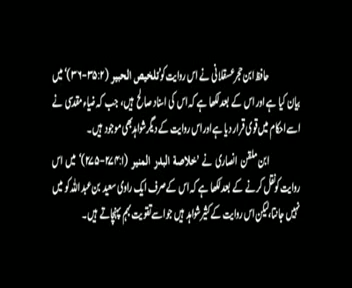 حافظ ابن حجر عسقلانی نے اس روایت کو ’تلخیص الحبیر (۲:۳۵-۳۶)‘ میں
بیان کیا ہے اور اس کے بعد لکھا ہے کہ اس کی اسناد صالح ہیں، جب کہ ضیاء مقدسی نے
اسے احکام میں قوی قرار دیا ہے اور اس روایت کے دیگر شواہد بھی موجود ہیں۔
ابن ملقن انصاری نے ’خلاصة البدر المنیر (۱:۲۷۴-۲۷۵)‘ میں اس
روایت کو نقل کرنے کے بعد لکھا ہے کہ اس کے صرف ایک راوی سعید بن عبد اللہ کو میں
نہیں جانتا، لیکن اس روایت کے کثیر شواہد ہیں جو اسے تقویت بہم پہنچاتے ہیں۔